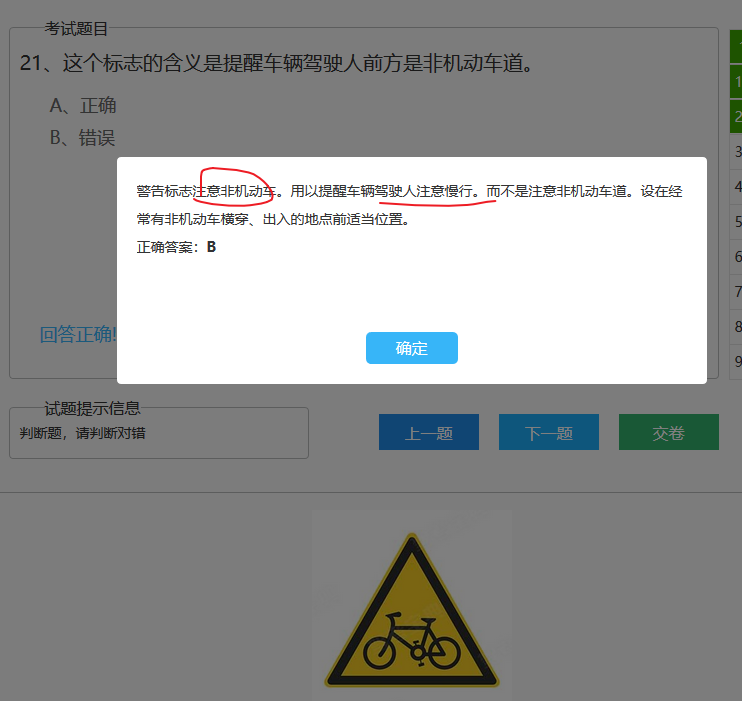 考试题目
21、这个标志的含义是提醒车辆驾驶人前方是非机动车道。
A、正确
B、错误
警告标志注意非机动车。用以提醒车辆驾驶人注意慢行。而不是注意非机动车道。设在经
常有非机动车横穿、出入的地点前适当位置。
正确答案：B
回答正确!
确定
试题提示信息
判断题，请判断对错
上一题
下一题
交卷
1
2
3
4
5
6
7
8
9